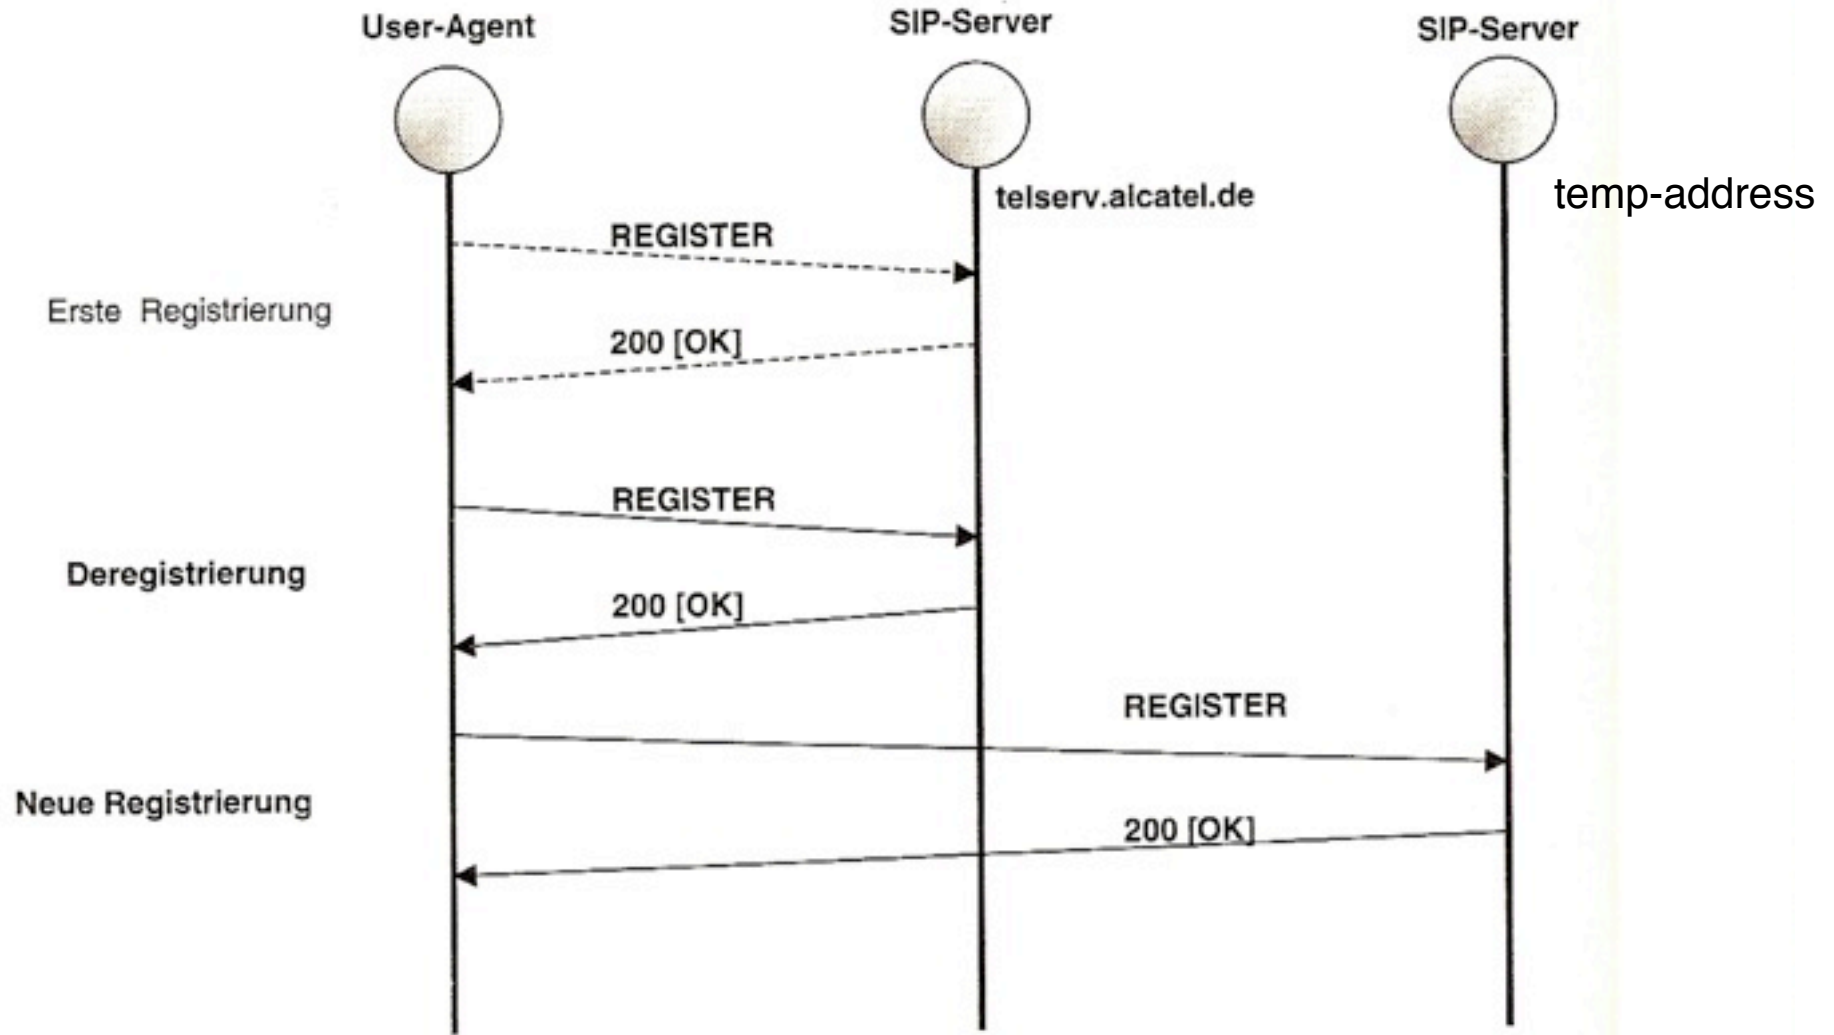 User-Agent
SIP-Server
SIP-Server
telserv.alcatel.de
temp-address
REGISTER
Erste Registrierung
200 [OK]
REGISTER
Deregistrierung
200 [OK]
REGISTER
Neue Registrierung
200 [OK]